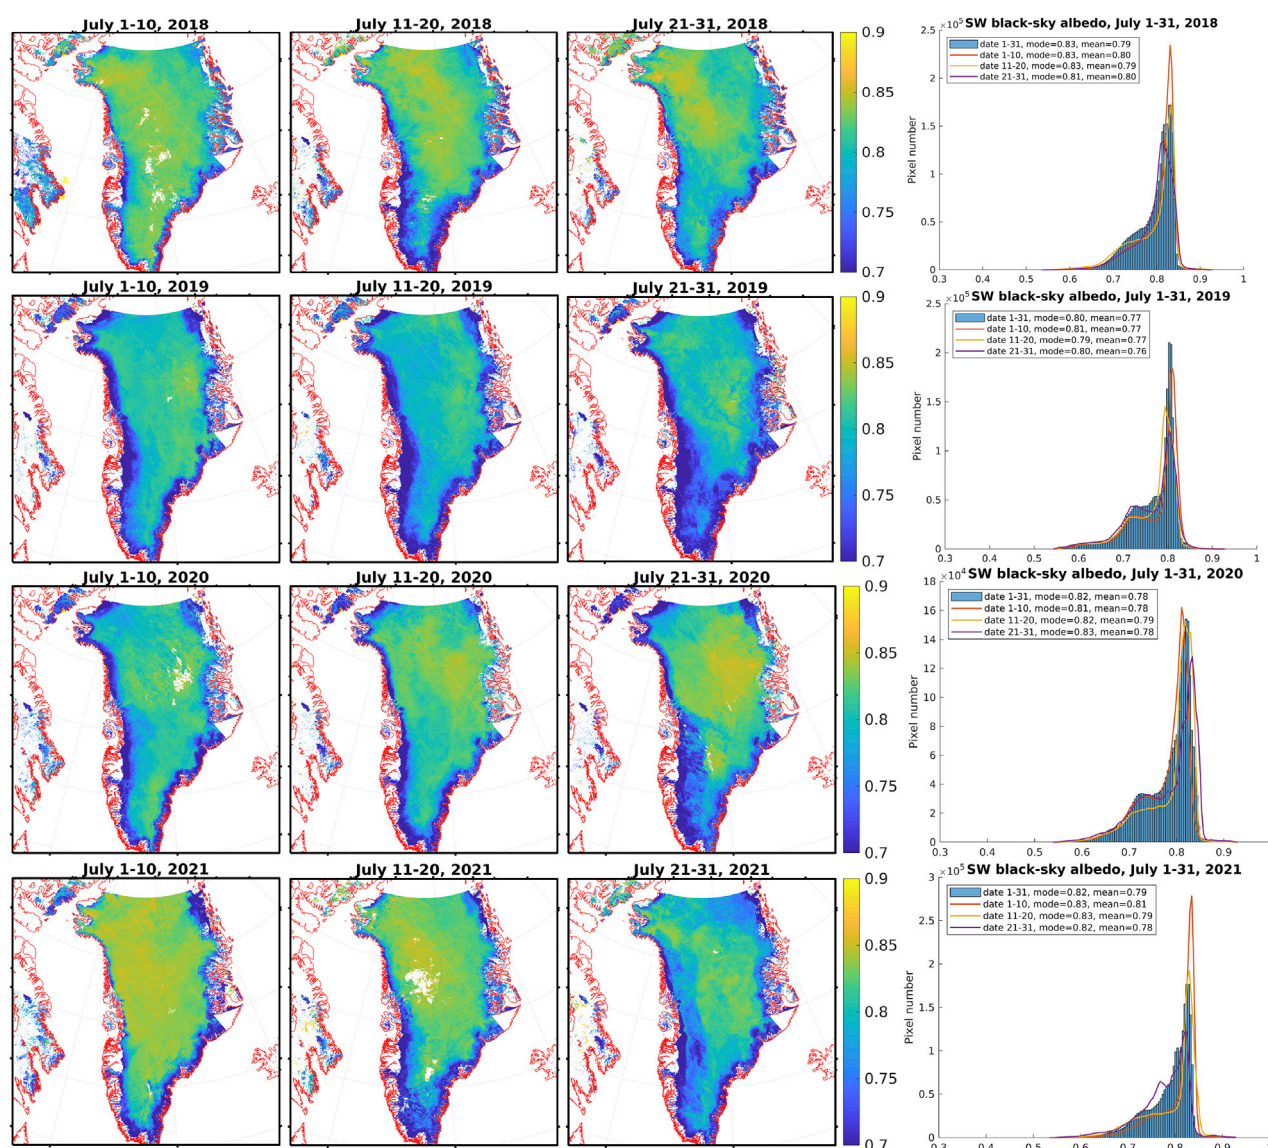 July 1-10, 2018
July 11-20, 2018
July 21-31, 2018
0.9
0.85
0.8
0.75
0.7
SW black-sky albedo, July 1-31, 2018
×10⁵
2.5
2
1.5
1
0.5
0
Pixel number
date 1-31, mode=0.83, mean=0.79
date 1-10, mode=0.83, mean=0.80
date 11-20, mode=0.83, mean=0.79
date 21-31, mode=0.81, mean=0.80
0.3 0.4 0.5 0.6 0.7 0.8 0.9 1
July 1-10, 2019
July 11-20, 2019
July 21-31, 2019
0.9
0.85
0.8
0.75
0.7
SW black-sky albedo, July 1-31, 2019
×10⁵
2.5
2
1.5
1
0.5
0
Pixel number
date 1-31, mode=0.80, mean=0.77
date 1-10, mode=0.81, mean=0.77
date 11-20, mode=0.79, mean=0.77
date 21-31, mode=0.80, mean=0.76
0.3 0.4 0.5 0.6 0.7 0.8 0.9 1
July 1-10, 2020
July 11-20, 2020
July 21-31, 2020
0.9
0.85
0.8
0.75
0.7
SW black-sky albedo, July 1-31, 2020
×10⁴
18
16
14
12
10
8
6
4
2
0
Pixel number
date 1-31, mode=0.82, mean=0.78
date 1-10, mode=0.81, mean=0.78
date 11-20, mode=0.82, mean=0.79
date 21-31, mode=0.83, mean=0.78
0.3 0.4 0.5 0.6 0.7 0.8 0.9
July 1-10, 2021
July 11-20, 2021
July 21-31, 2021
0.9
0.85
0.8
0.75
0.7
SW black-sky albedo, July 1-31, 2021
×10⁵
3
2.5
2
1.5
1
0.5
0
Pixel number
date 1-31, mode=0.82, mean=0.79
date 1-10, mode=0.83, mean=0.81
date 11-20, mode=0.83, mean=0.79
date 21-31, mode=0.82, mean=0.78
0.3 0.4 0.5 0.6 0.7 0.8 0.9